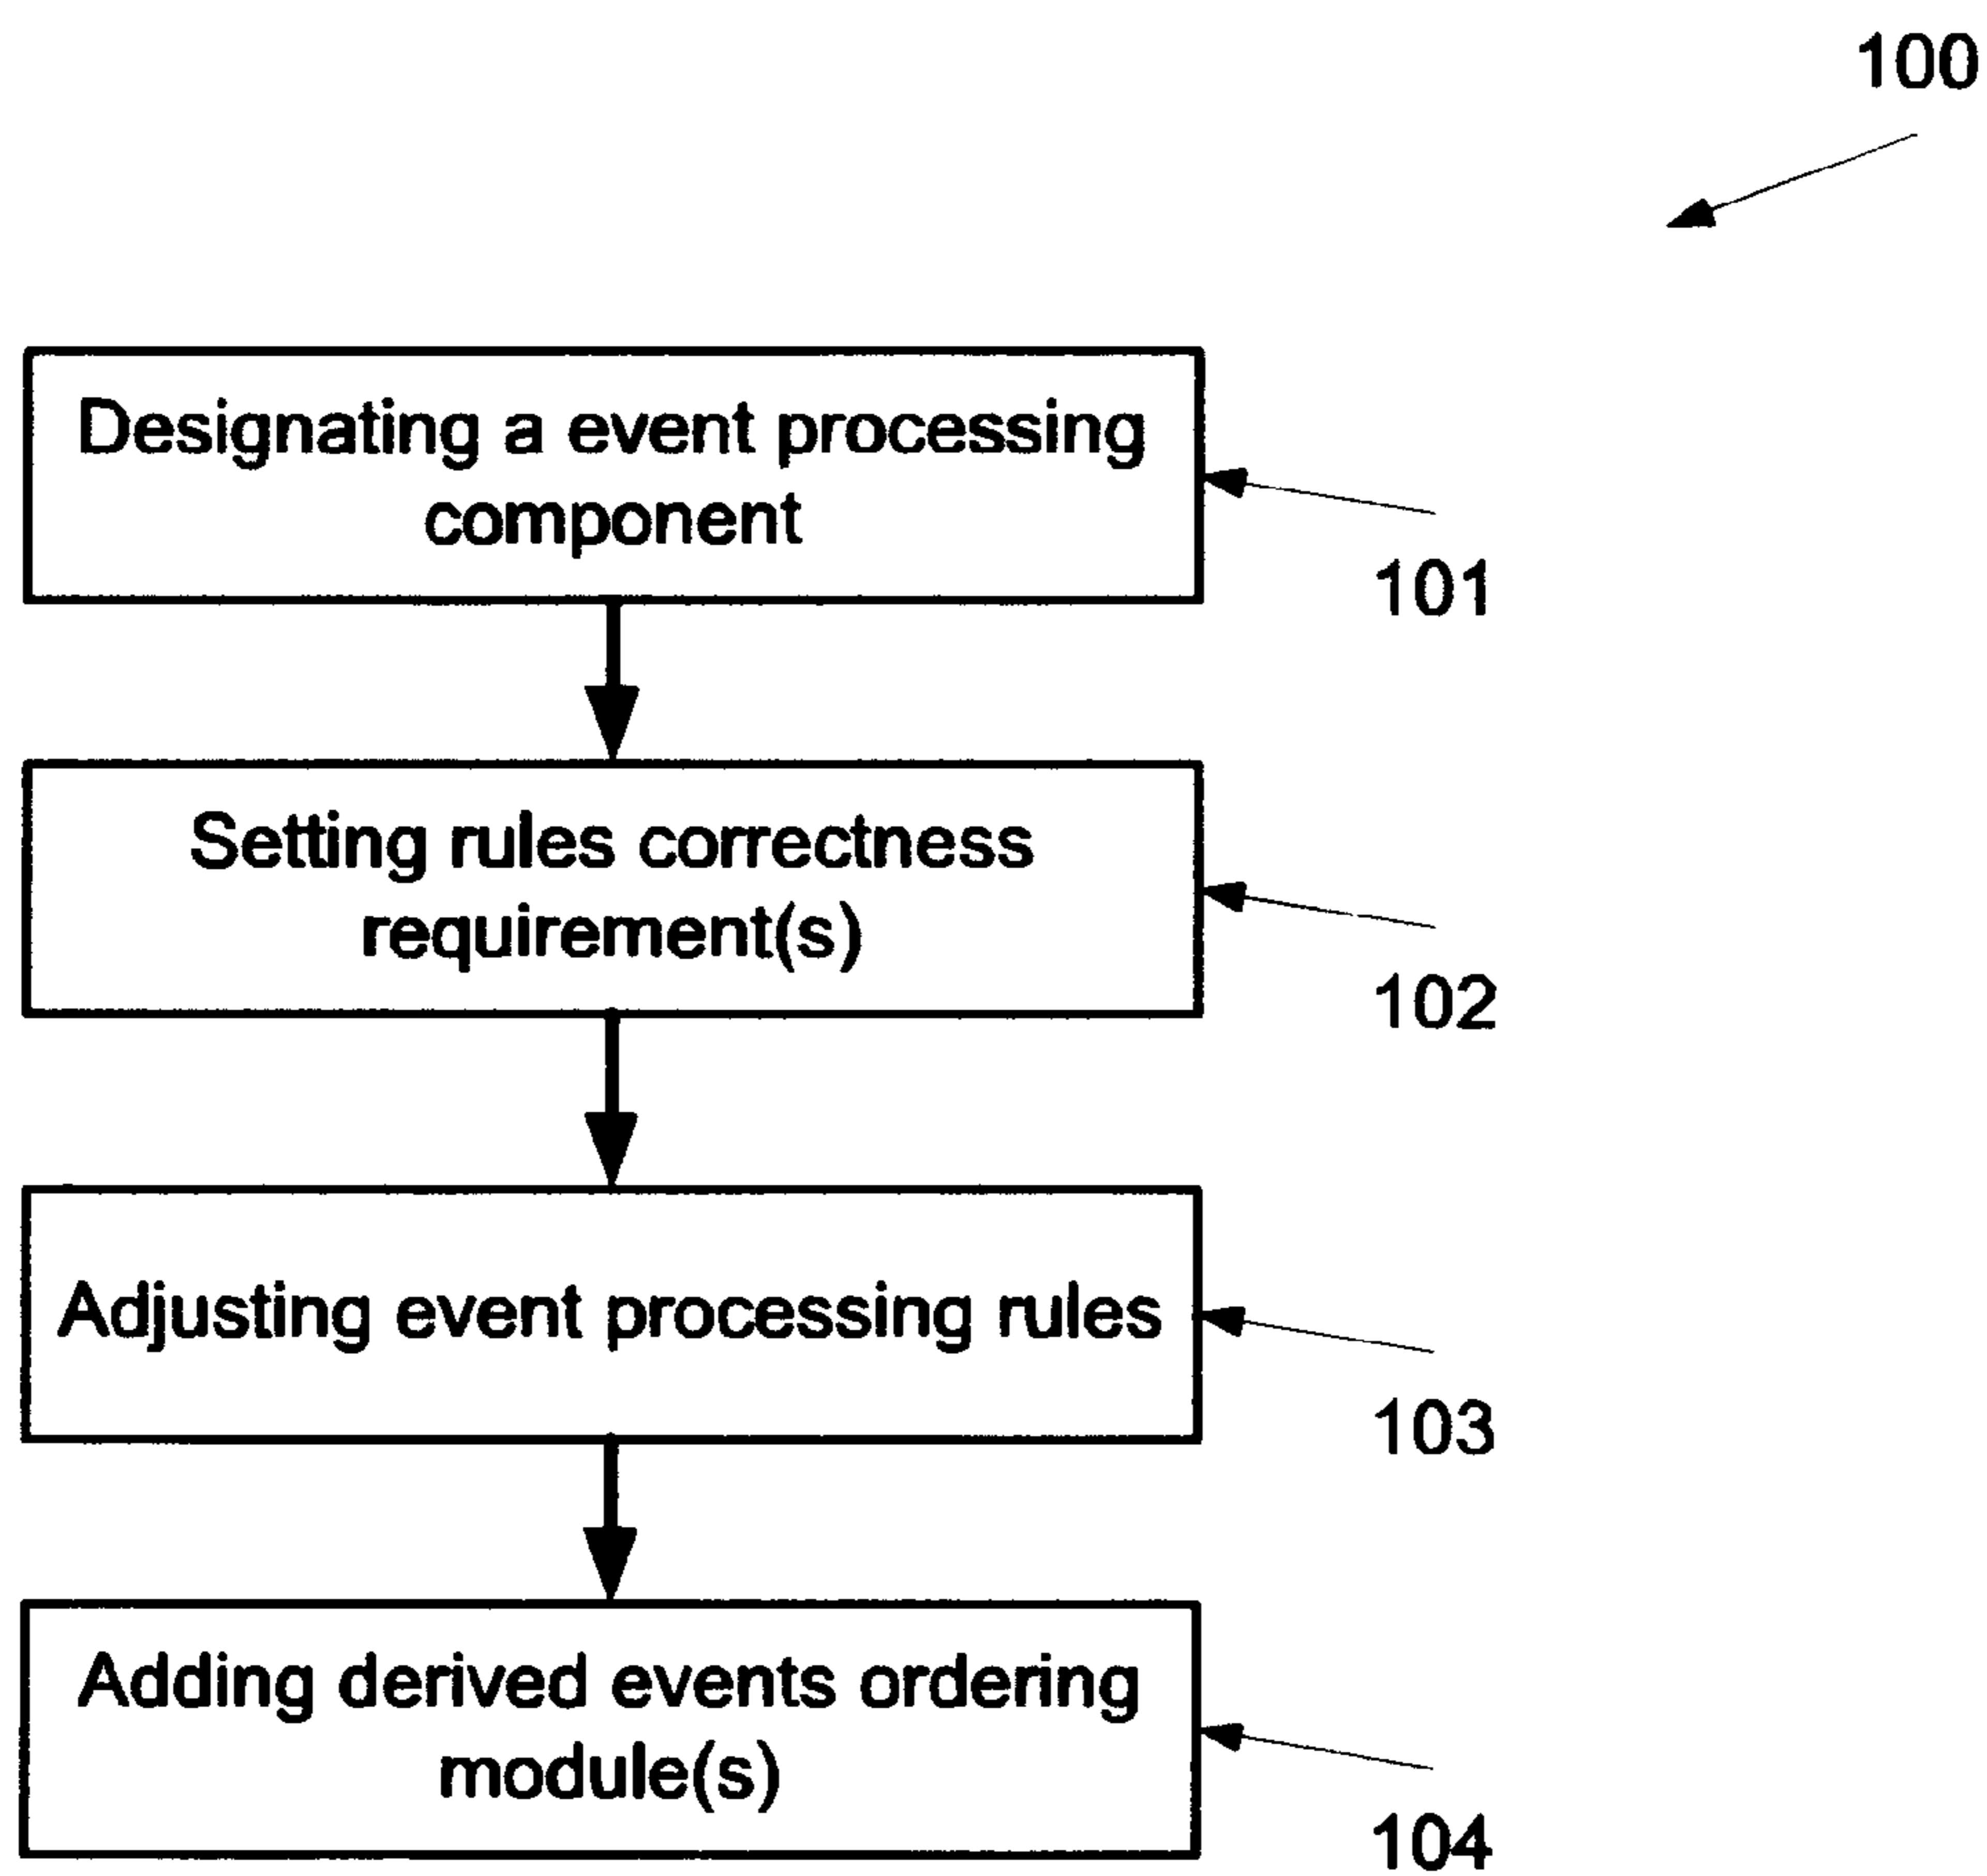 100
Designating a event processing
component
101
Setting rules correctness
requirement(s)
102
Adjusting event processing rules
103
Adding derived events ordering
module(s)
104